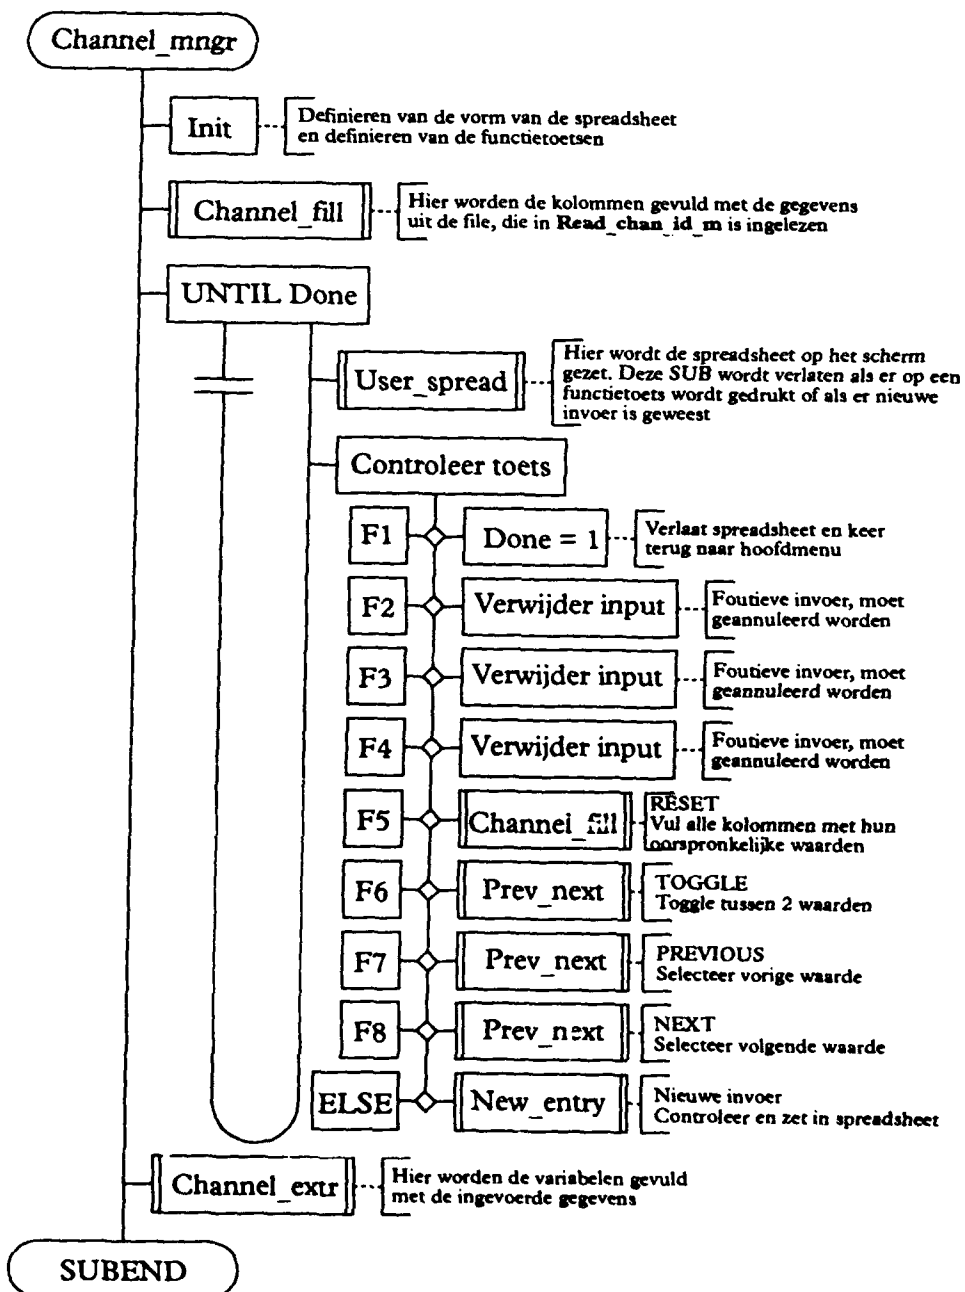 Channel_mngr
Init
Definieren van de vorm van de spreadsheet
en definieren van de functietoetsen
Channel_fill
Hier worden de kolommen gevuld met de gegevens
uit de file, die in Read_chan_id_m is ingelezen
UNTIL Done
User_spread
Hier wordt de spreadsheet op het scherm
gezet. Deze SUB wordt verlaten als er op een
functietoets wordt gedrukt of als er nieuwe
invoer is geweest
Controleer toets
F1
Done = 1
Verlaat spreadsheet en keer
terug naar hoofdmenu
F2
Verwijder input
Foutieve invoer, moet
geannuleerd worden
F3
Verwijder input
Foutieve invoer, moet
geannuleerd worden
F4
Verwijder input
Foutieve invoer, moet
geannuleerd worden
F5
Channel_fill
RESET
Vul alle kolommen met hun
oorspronkelijke waarden
F6
Prev_next
TOGGLE
Toggle tussen 2 waarden
F7
Prev_next
PREVIOUS
Selecteer vorige waarde
F8
Prev_next
NEXT
Selecteer volgende waarde
ELSE
New_entry
Nieuwe invoer
Controleer en zet in spreadsheet
Channel_extr
Hier worden de variabelen gevuld
met de ingevoerde gegevens
SUBEND